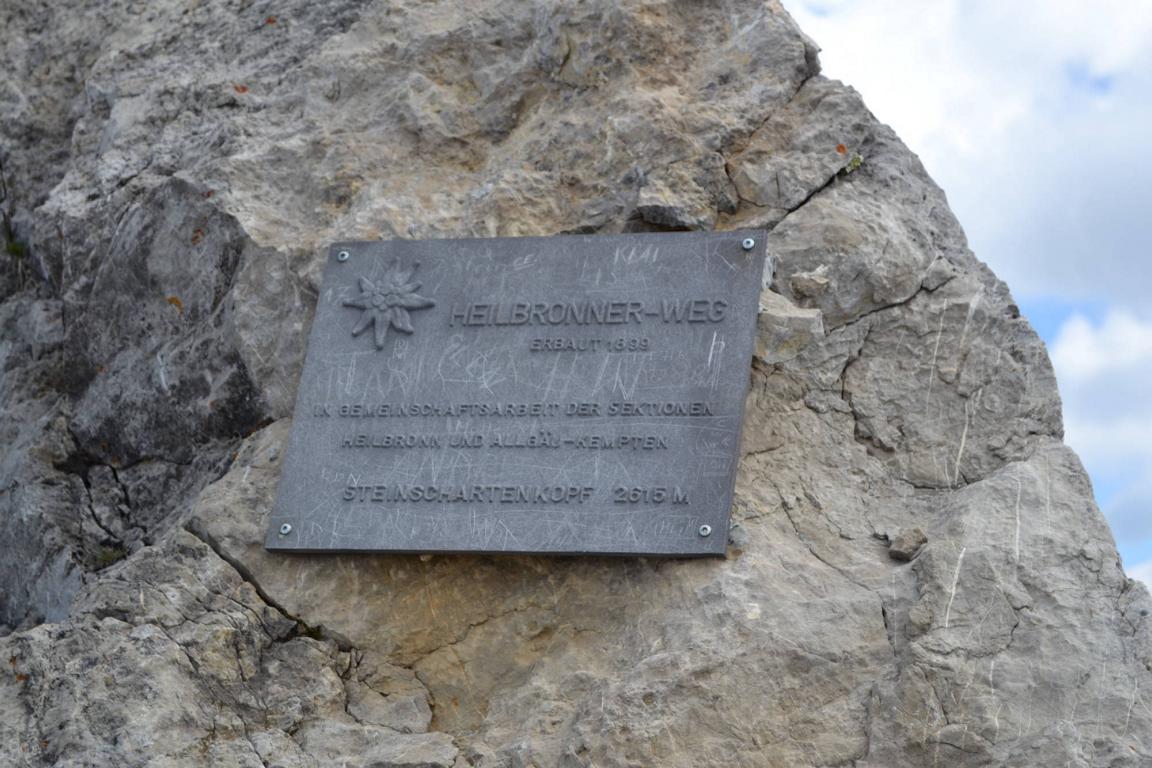 HEILBRONNER-WEG
ERBAUT 1899
IN GEMEINSCHAFTSARBEIT DER SEKTIONEN
HEILBRONN UND ALLGÄU-KEMPTEN
STEINSCHARTENKOPF 2615 M